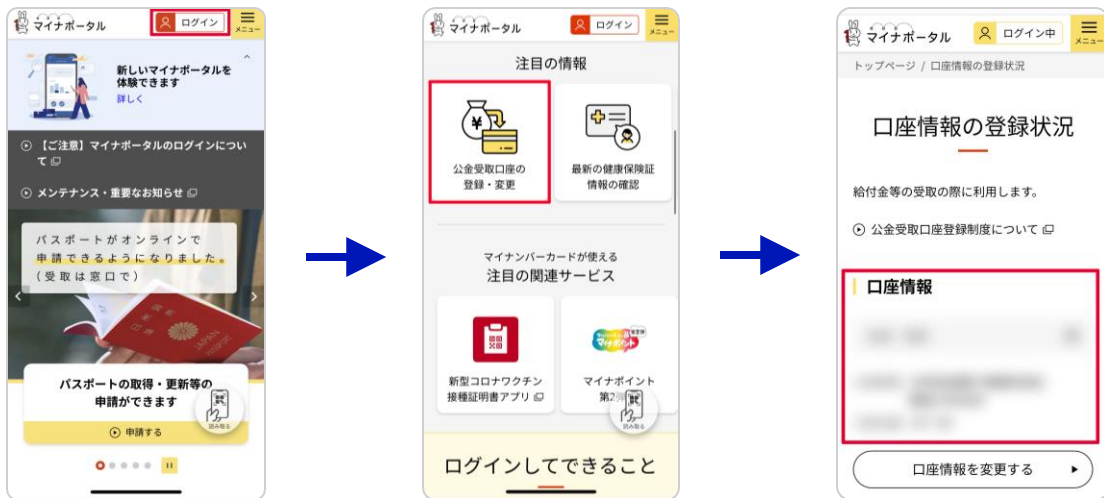 マイナポータル
ログイン
メニュー
新しいマイナポータルを
体験できます
詳しく
【ご注意】マイナポータルのログインについ
て
メンテナンス・重要なお知らせ
パスポートがオンラインで
申請できるようになりました。
(受取は窓口で)
JAPAN
PASSPORT
パスポートの取得・更新等の
申請ができます
読み取る
申請する
マイナポータル
ログイン
メニュー
注目の情報
公金受取口座の
登録・変更
最新の健康保険証
情報の確認
マイナンバーカードが使える
注目の関連サービス
マイナポイント
新型コロナワクチン
接種証明書アプリ
マイナポイント
第2
読み取る
ログインしてできること
マイナポータル
ログイン中
メニュー
トップページ / 口座情報の登録状況
口座情報の登録状況
給付金等の受取の際に利用します。
公金受取口座登録制度について
口座情報
口座情報を変更する